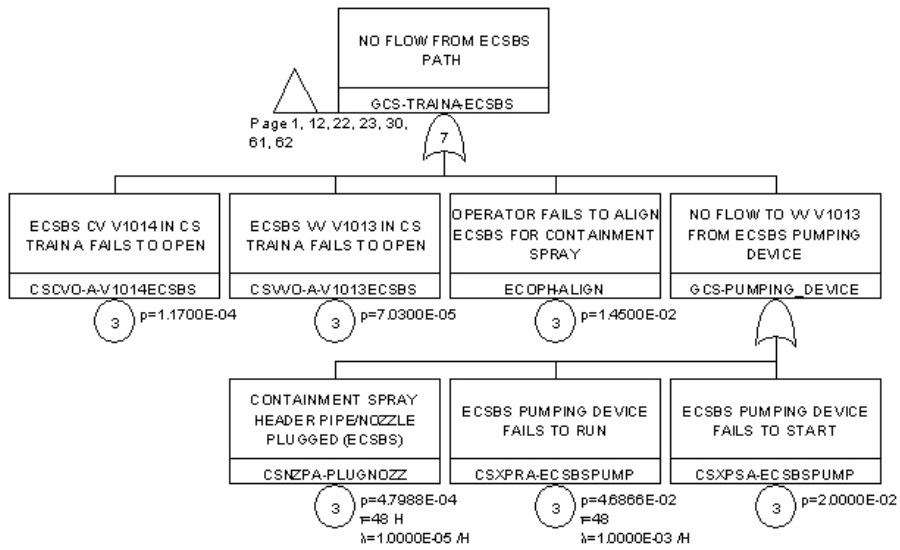 NO FLOW FROM ECSBS
PATH
GCS-TRAINA-ECSBS
Page 1, 12, 22, 23, 30,
61, 62
7
ECSBS CV V1014 IN CS
TRAIN A FAILS TO OPEN
CSCVO-A-V1014ECSBS
3
p=1.1700E-04
ECSBS VV V1013 IN CS
TRAIN A FAILS TO OPEN
CSVVO-A-V1013ECSBS
3
p=7.0300E-05
OPERATOR FAILS TO ALIGN
ECSBS FOR CONTAINMENT
SPRAY
ECOPH-ALIGN
3
p=1.4500E-02
NO FLOW TO VV V1013
FROM ECSBS PUMPING
DEVICE
GCS-PUMPING_DEVICE
CONTAINMENT SPRAY
HEADER PIPE/NOZZLE
PLUGGED (ECSBS)
CSNZPA-PLUGNOZZ
3
p=4.7988E-04
τ=48 H
λ=1.0000E-05 /H
ECSBS PUMPING DEVICE
FAILS TO RUN
CSXPRA-ECSBSPUMP
3
p=4.6866E-02
τ=48
λ=1.0000E-03 /H
ECSBS PUMPING DEVICE
FAILS TO START
CSXPSA-ECSBSPUMP
3
p=2.0000E-02